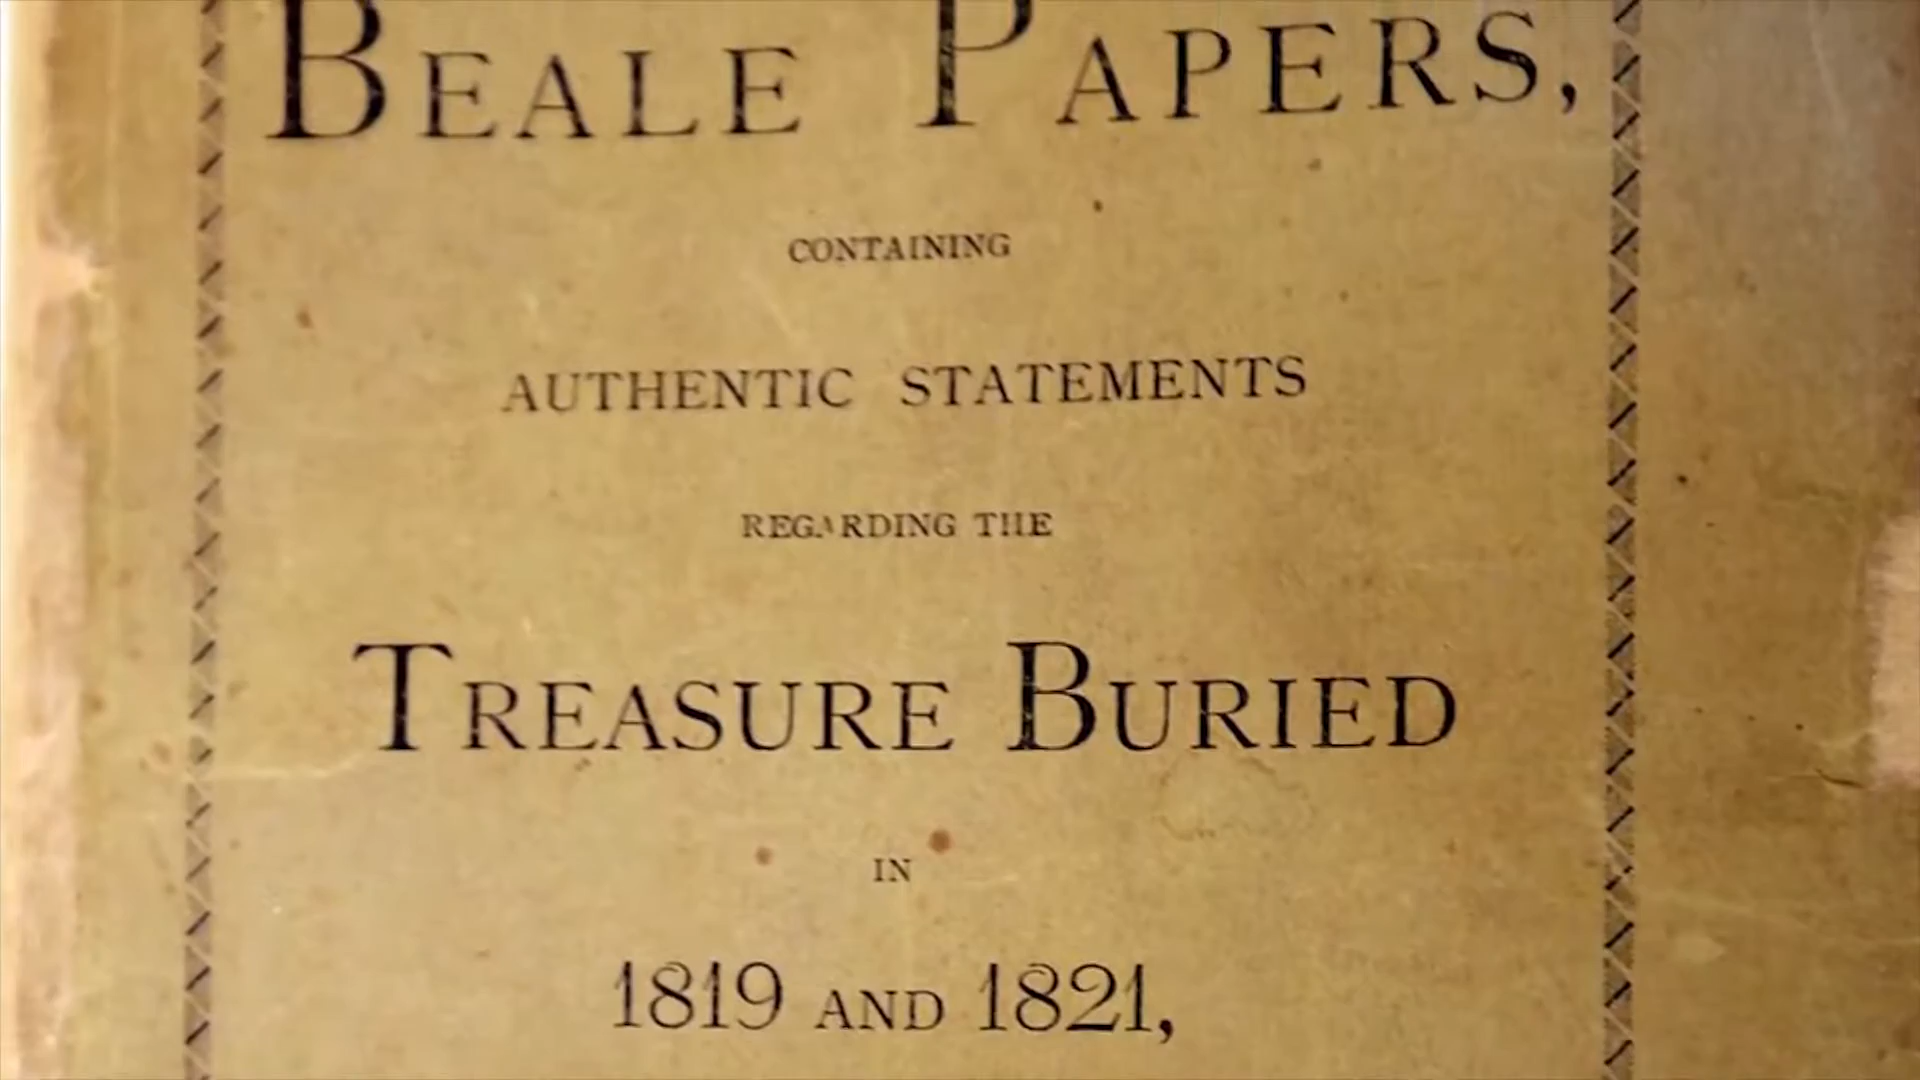 BEALE PAPERS,
CONTAINING
AUTHENTIC STATEMENTS
REGARDING THE
TREASURE BURIED
IN
1819 AND 1821,